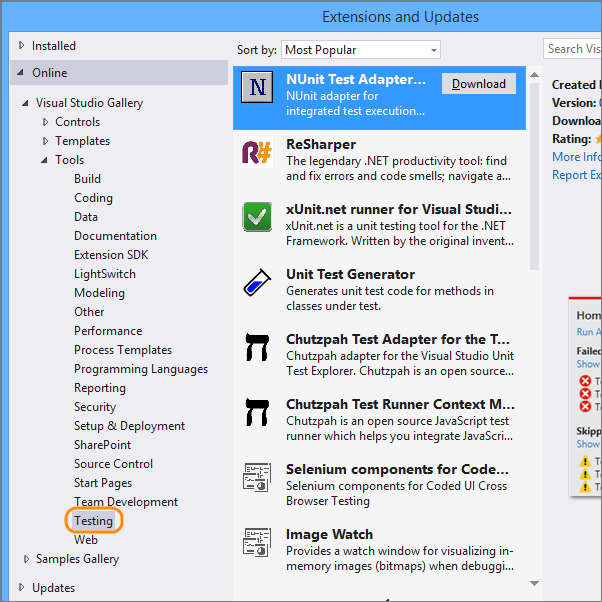 Extensions and Updates
Installed
Online
Visual Studio Gallery
Controls
Templates
Tools
Build
Coding
Data
Documentation
Extension SDK
LightSwitch
Modeling
Other
Performance
Process Templates
Programming Languages
Reporting
Security
Setup & Deployment
SharePoint
Source Control
Start Pages
Team Development
Testing
Web
Samples Gallery
Updates
Sort by: Most Popular
N
NUnit Test Adapter...
Download
NUnit adapter for
integrated test execution...
R#
ReSharper
The legendary .NET productivity tool: find
and fix errors and code smells; navigate a...
xUnit.net runner for Visual Studi...
xUnit.net is a unit testing tool for the .NET
Framework. Written by the original invent...
Unit Test Generator
Generates unit test code for methods in
classes under test.
Chutzpah Test Adapter for the T...
Chutzpah adapter for the Visual Studio Unit
Test Explorer. Chutzpah is an open source...
Chutzpah Test Runner Context M...
Chutzpah is an open source JavaScript test
runner which helps you integrate JavaScri...
Selenium components for Coded...
Selenium components for Coded UI Cross
Browser Testing
Image Watch
Provides a watch window for visualizing in-
memory images (bitmaps) when debuggi...
Search Vis
Created
Version:
Downloa
Rating:
More Info
Report Ex
Hom
Run A
Failed
Show
Skipp
Show